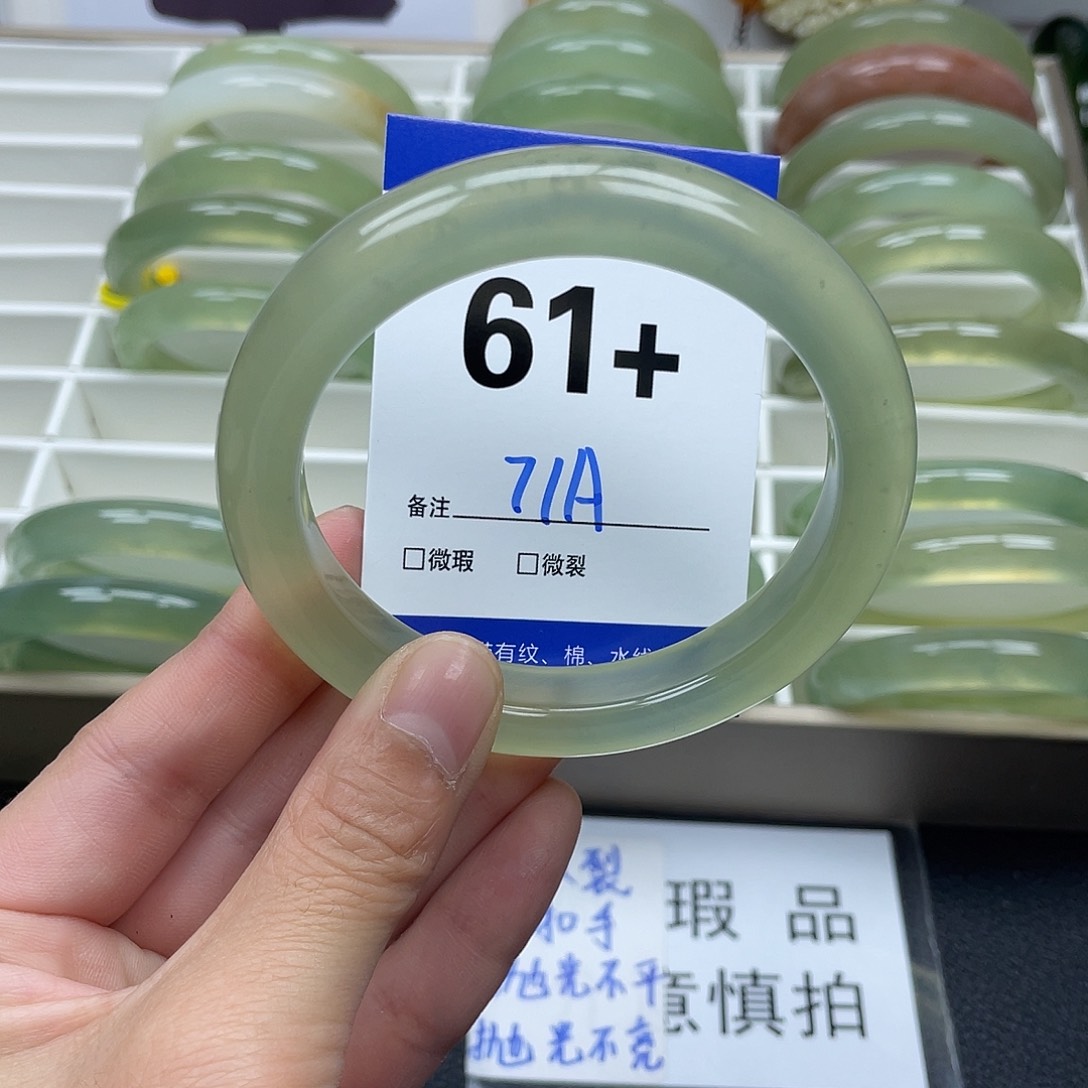 61+
备注 71A
□微瑕 □微裂
有纹、棉、水线
裂
扣手
抛光不平
抛光不亮
瑕品
意慎拍